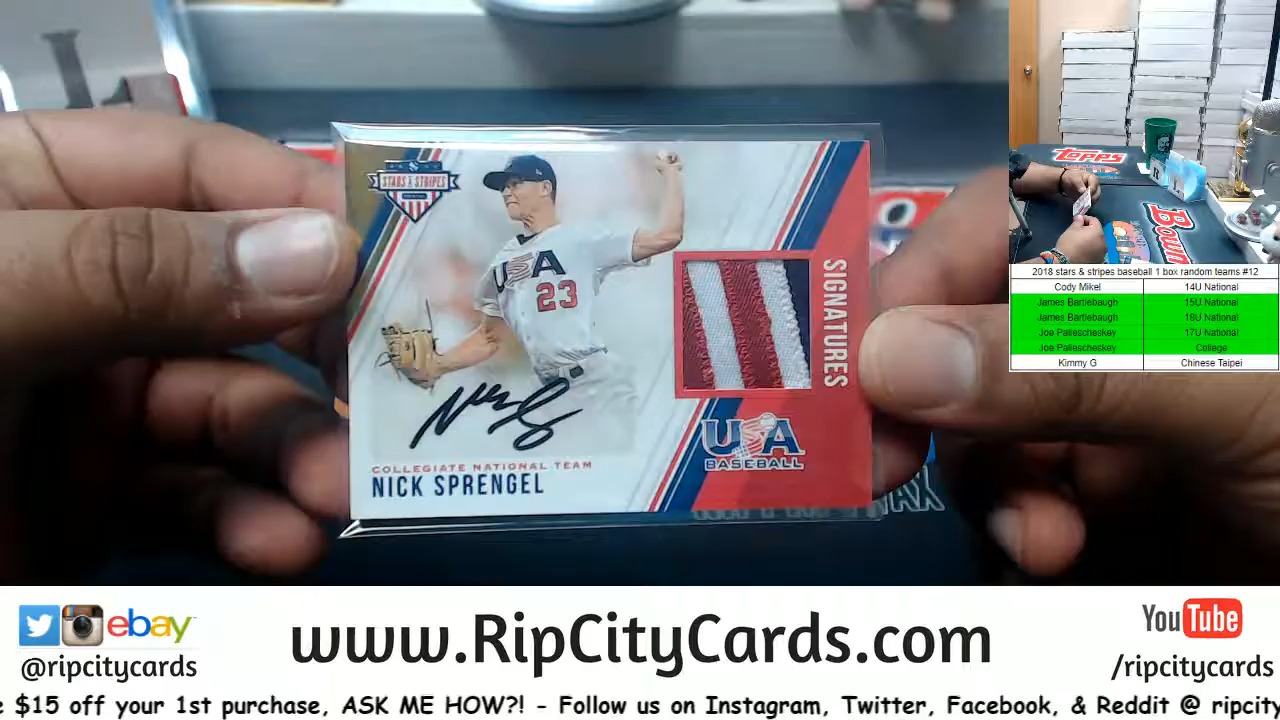 STARS & STRIPES
USA
23
SIGNATURES
USA
BASEBALL
COLLEGIATE NATIONAL TEAM
NICK SPRENGEL
topps
2018 stars & stripes baseball 1 box random teams #12
Cody Mikel 14U National
James Bartlebaugh 15U National
James Bartlebaugh 18U National
Joe Pallescheskey 17U National
Joe Pallescheskey College
Kimmy G Chinese Taipei
ebay
@ripcitycards
www.RipCityCards.com
YouTube
/ripcitycards
$15 off your 1st purchase, ASK ME HOW?! - Follow us on Instagram, Twitter, Facebook, & Reddit @ ripcity